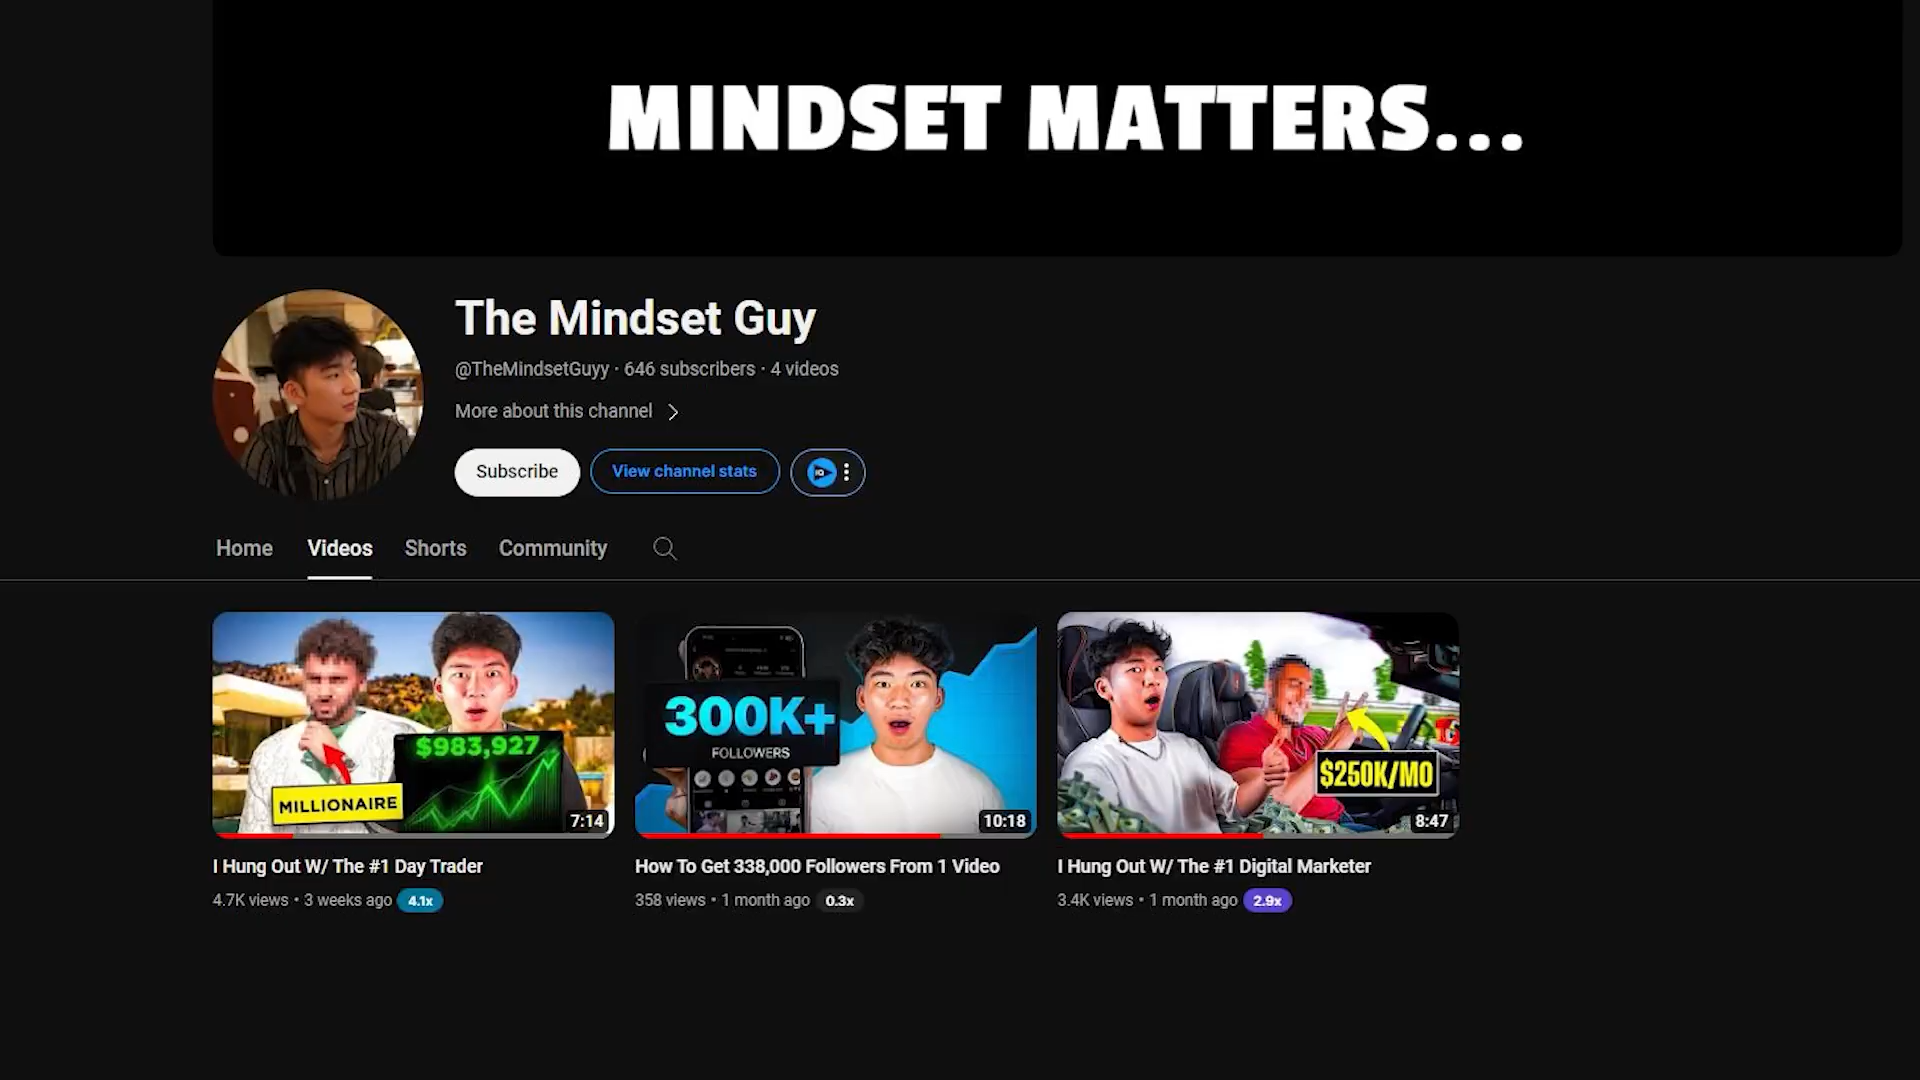 MINDSET MATTERS...
The Mindset Guy
@TheMindsetGuyy · 646 subscribers · 4 videos
More about this channel
Subscribe
View channel stats
IQ
Home
Videos
Shorts
Community
$983,927
MILLIONAIRE
7:14
I Hung Out W/ The #1 Day Trader
4.7K views • 3 weeks ago
4.1x
300K+
FOLLOWERS
10:18
How To Get 338,000 Followers From 1 Video
358 views • 1 month ago
0.3x
$250K/MO
8:47
I Hung Out W/ The #1 Digital Marketer
3.4K views • 1 month ago
2.9x